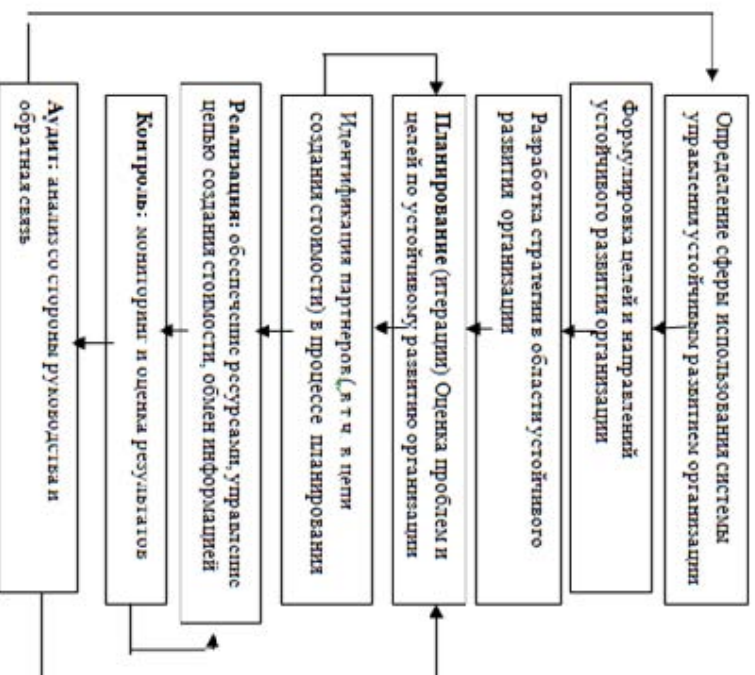 Определение сферы использования системы
управления устойчивым развитием организации
Формулировка целей и направлений
устойчивого развития организации
Разработка стратегии в области устойчивого
развития организации
Планирование (итерации) Оценка проблем и
целей по устойчивому развитию организации
Идентификация партнеров (в т ч. в цепи
создания стоимости) в процессе планирования
Реализация: обеспечение ресурсами, управление
цепью создания стоимости, обмен информацией
Контроль: мониторинг и оценка результатов
Аудит: анализ со стороны руководства и
обратная связь